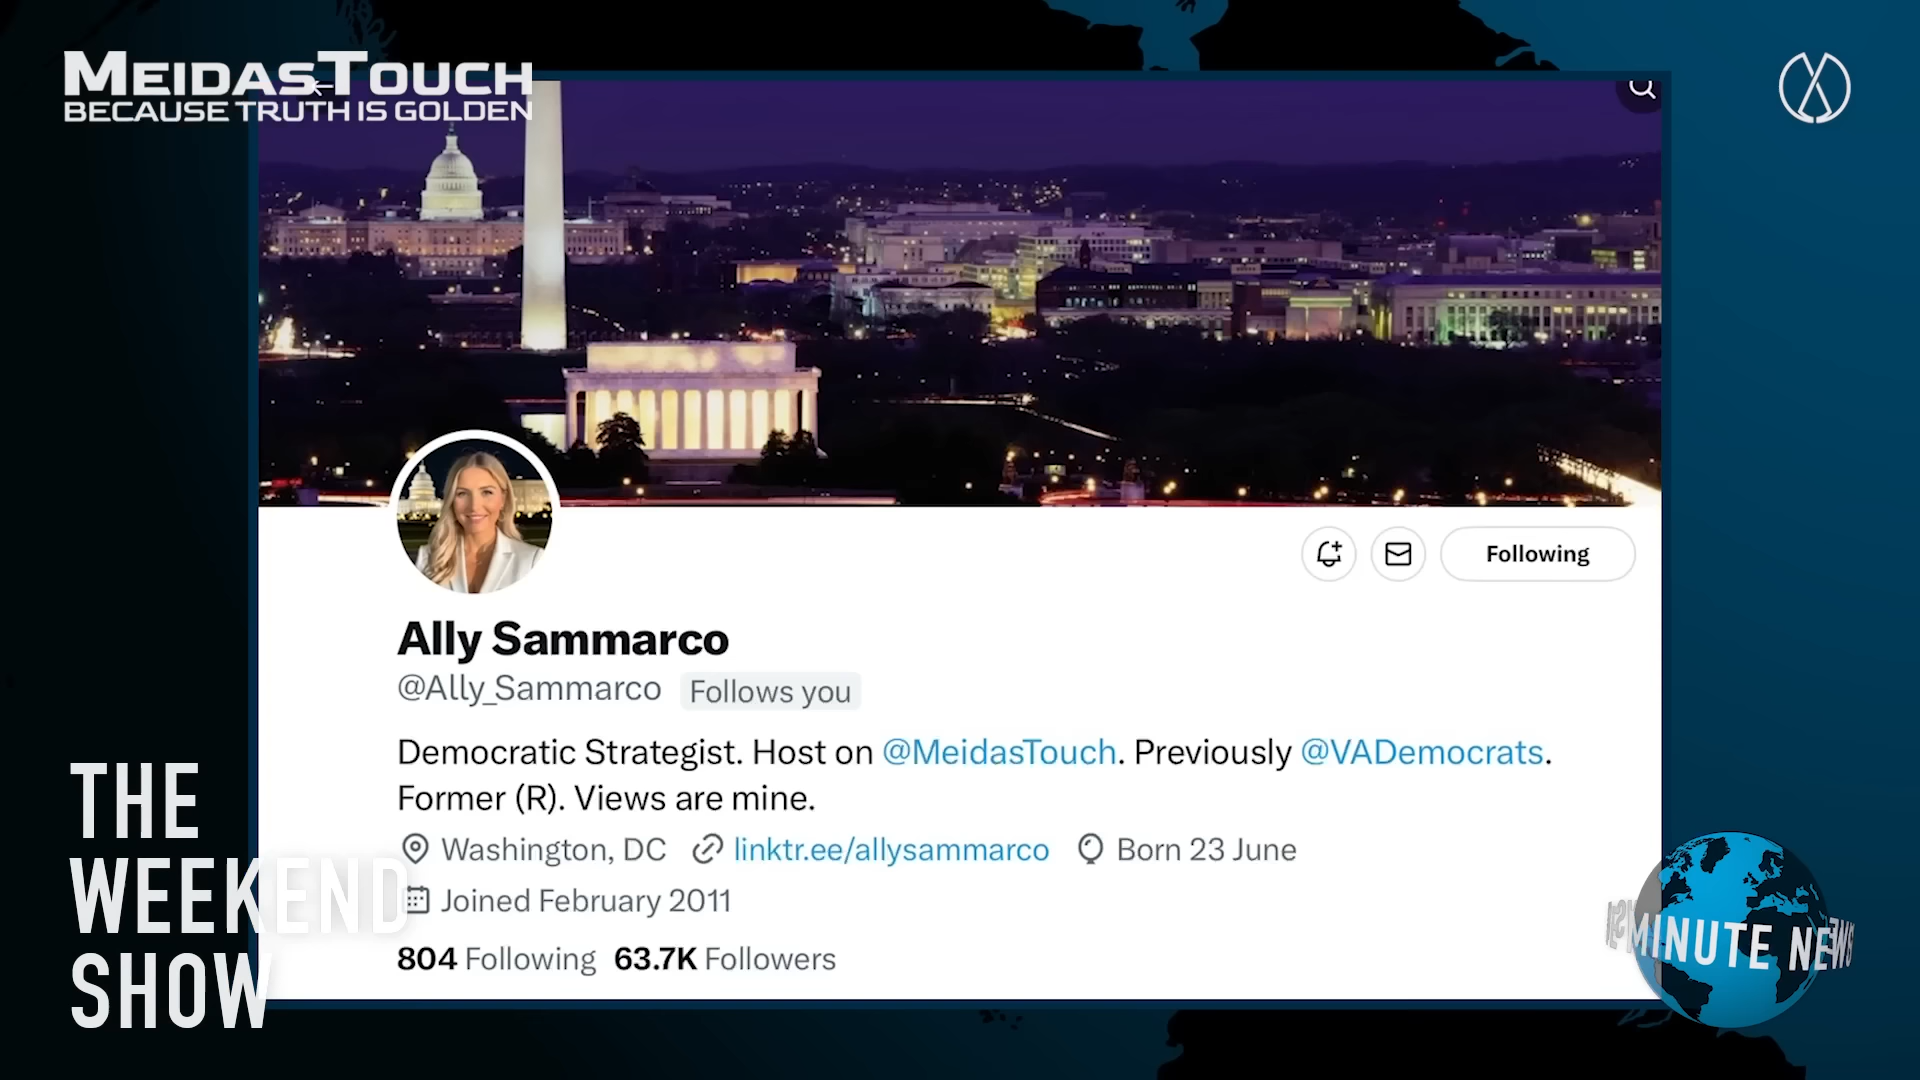 MEIDASTOUCH
BECAUSE TRUTH IS GOLDEN
Following
Ally Sammarco
@Ally_Sammarco Follows you
Democratic Strategist. Host on @MeidasTouch. Previously @VADemocrats.
Former (R). Views are mine.
Washington, DC linktr.ee/allysammarco Born 23 June
Joined February 2011
804 Following 63.7K Followers
THE
WEEKEND
SHOW
MINUTE NEWS